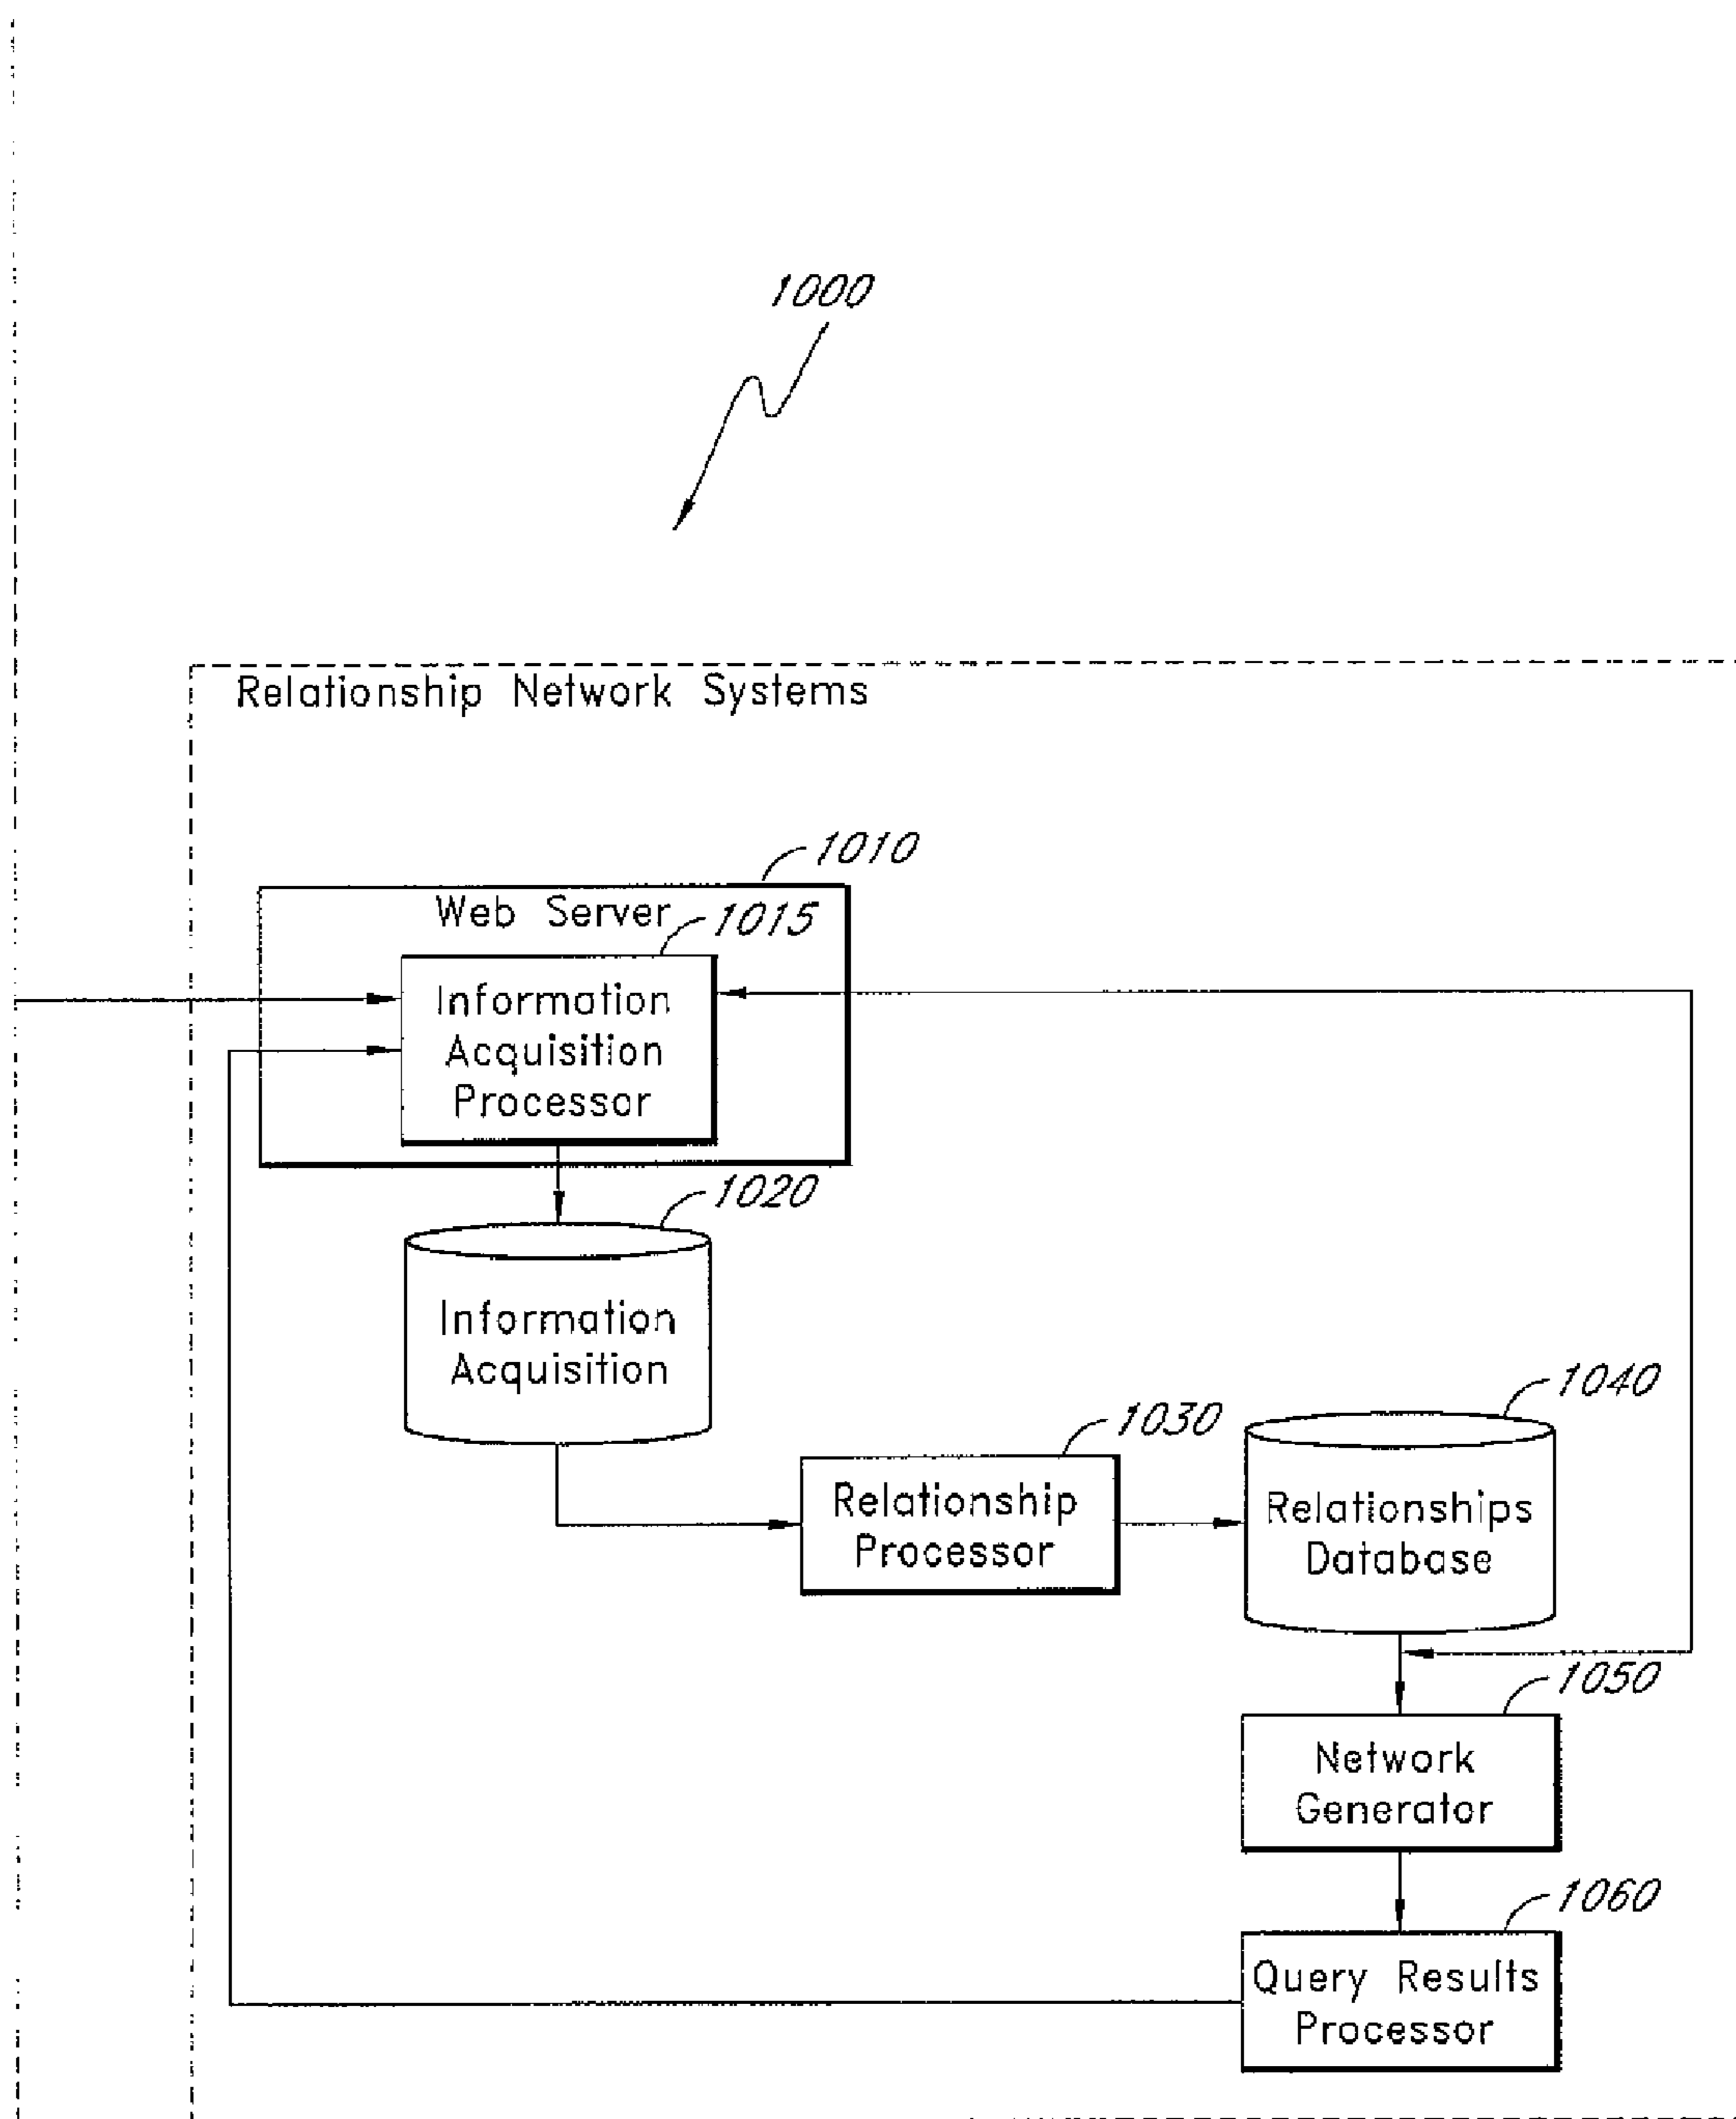 1000
Relationship Network Systems
1010
Web Server
1015
Information
Acquisition
Processor
1020
Information
Acquisition
1030
Relationship
Processor
1040
Relationships
Database
1050
Network
Generator
1060
Query Results
Processor